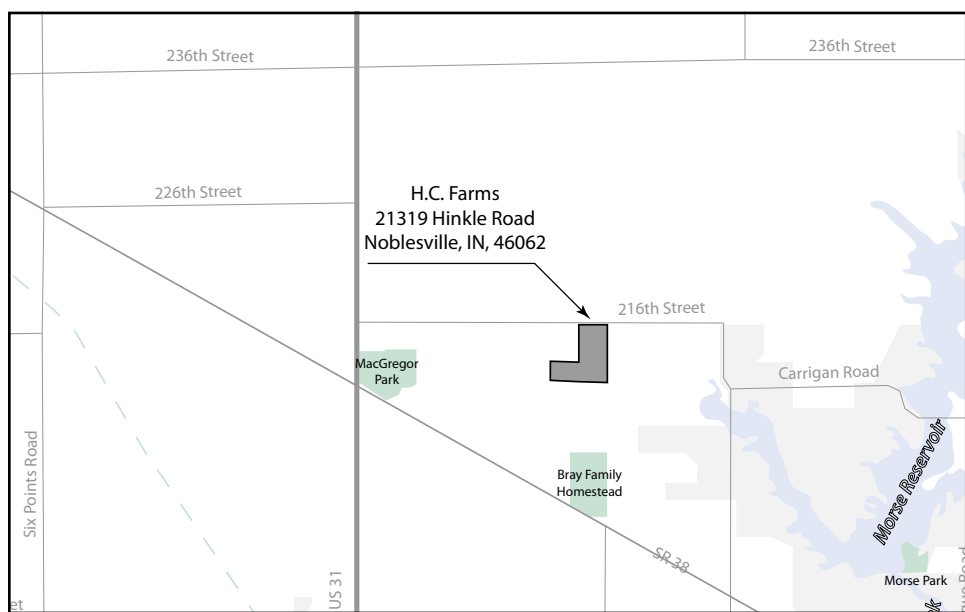 236th Street
236th Street
226th Street
H.C. Farms
21319 Hinkle Road
Noblesville, IN, 46062
216th Street
MacGregor
Park
Carrigan Road
Six Points Road
US 31
Bray Family
Homestead
SR 38
Morse Reservoir
Morse Park
et